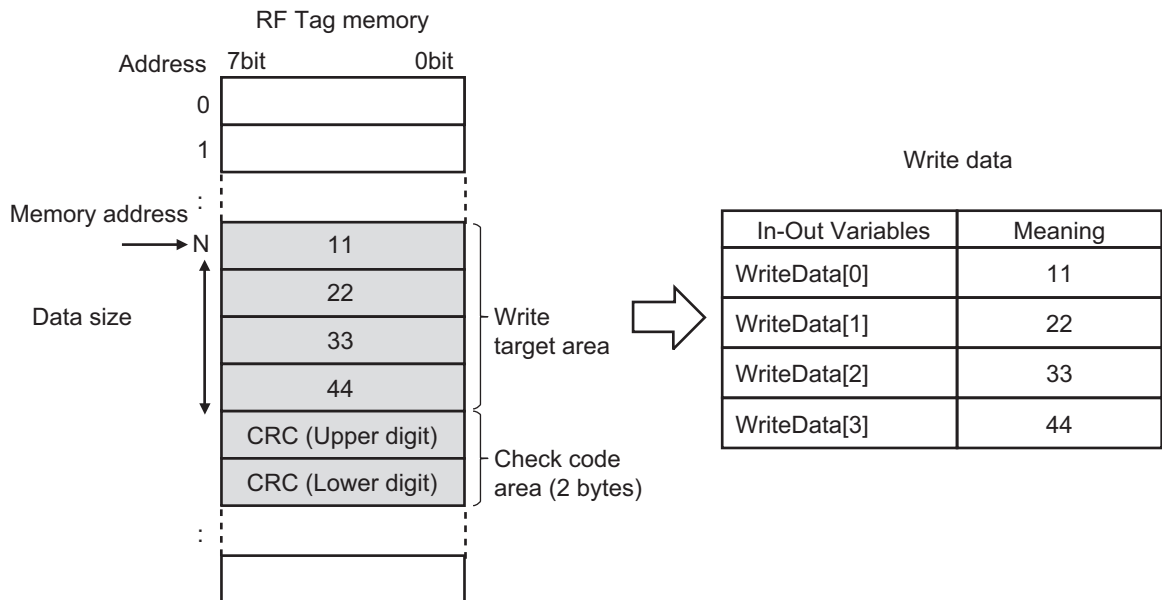 RF Tag memory
Address 7bit 0bit
0
1
:
Memory address
N 11
22
Data size
33
44
Write
target area
CRC (Upper digit)
CRC (Lower digit)
Check code
area (2 bytes)
:
Write data
In-Out Variables Meaning
WriteData[0] 11
WriteData[1] 22
WriteData[2] 33
WriteData[3] 44